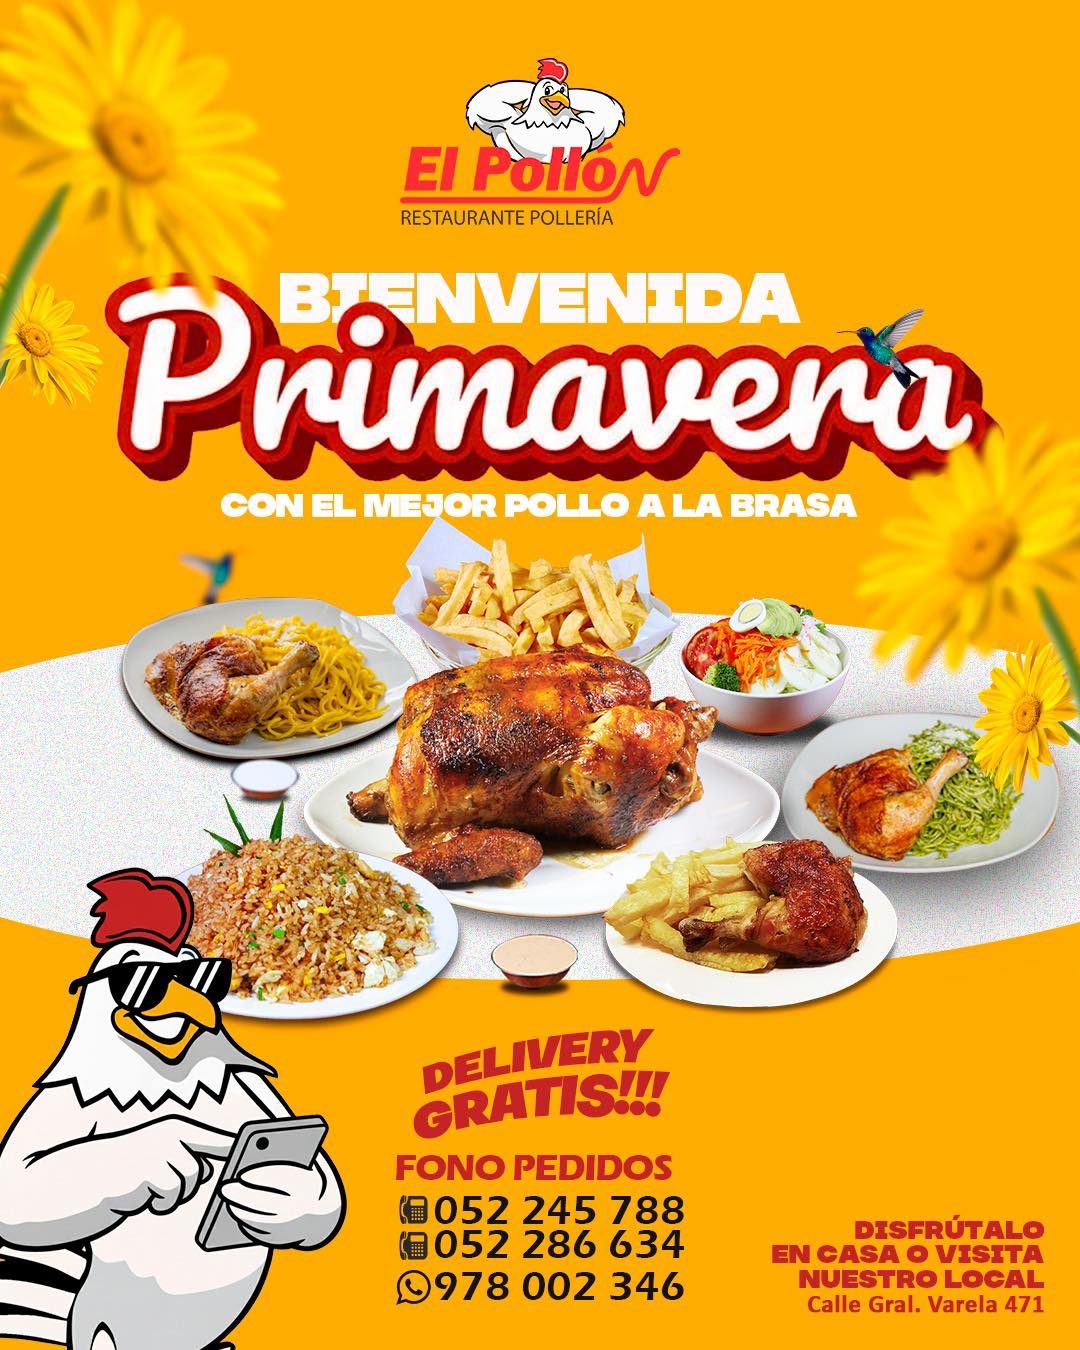 El Pollón
RESTAURANTE POLLERÍA
BIENVENIDA
Primavera
CON EL MEJOR POLLO A LA BRASA
DELIVERY
GRATIS!!!
FONO PEDIDOS
052 245 788
052 286 634
978 002 346
DISFRÚTALO
EN CASA O VISITA
NUESTRO LOCAL
Calle Gral. Varela 471